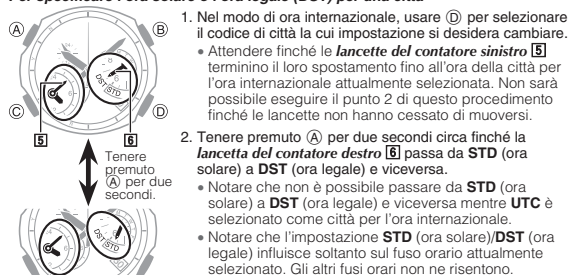 Per specificare l'ora solare e l'ora legale (DST) per una città
1. Nel modo di ora internazionale, usare Ⓓ per selezionare
il codice di città la cui impostazione si desidera cambiare.
• Attendere finché le lancette del contatore sinistro 5
terminino il loro spostamento fino all'ora della città per
l'ora internazionale attualmente selezionata. Non sarà
possibile eseguire il punto 2 di questo procedimento
finché le lancette non hanno cessato di muoversi.
2. Tenere premuto Ⓐ per due secondi circa finché la
lancetta del contatore destro 6 passa da STD (ora
solare) a DST (ora legale) e viceversa.
• Notare che non è possibile passare da STD (ora
solare) a DST (ora legale) e viceversa mentre UTC è
selezionato come città per l'ora internazionale.
• Notare che l'impostazione STD (ora solare)/DST (ora
legale) influisce soltanto sul fuso orario attualmente
selezionato. Gli altri fusi orari non ne risentono.
Ⓐ
Ⓑ
DST STD
Ⓒ
Ⓓ
5
6
Tenere
premuto
Ⓐ per due
secondi.
DST STD